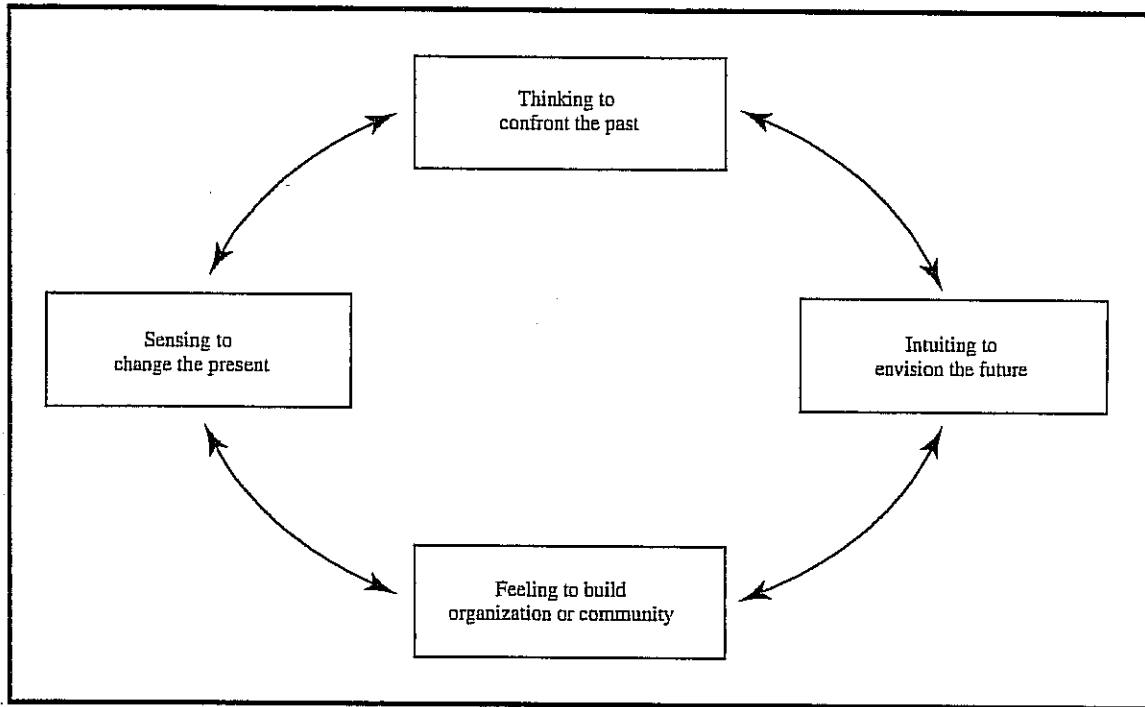 Thinking to
confront the past
Sensing to
change the present
Intuiting to
envision the future
Feeling to build
organization or community